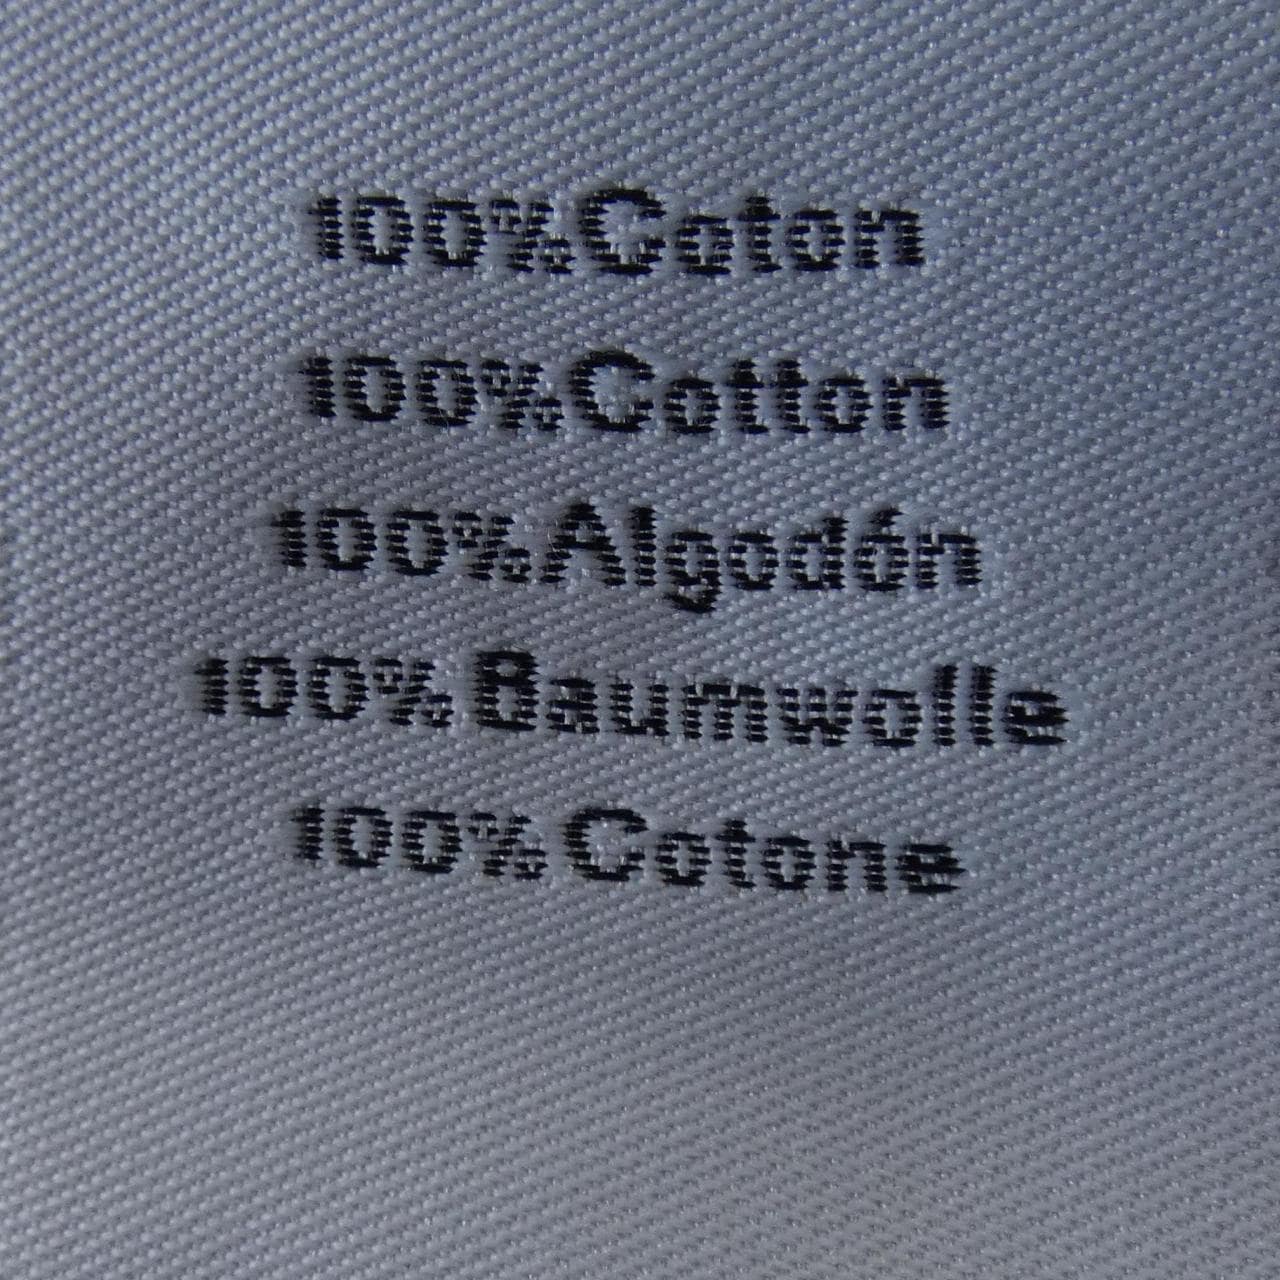 100% Coton
100% Cotton
100% Algodón
100% Baumwolle
100% Cotone